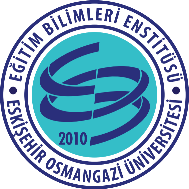 EĞİTİM BİLİMLERİ ENSTİTÜSÜ
2010
ESKİŞEHİR OSMANGAZİ ÜNİVERSİTESİ